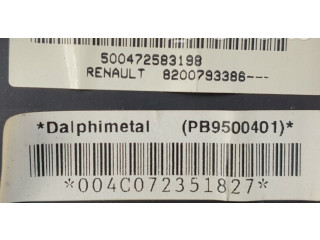 500472583198
RENAULT 8200793386---
*Dalphimetal (PB9500401)*
*004C072351827*